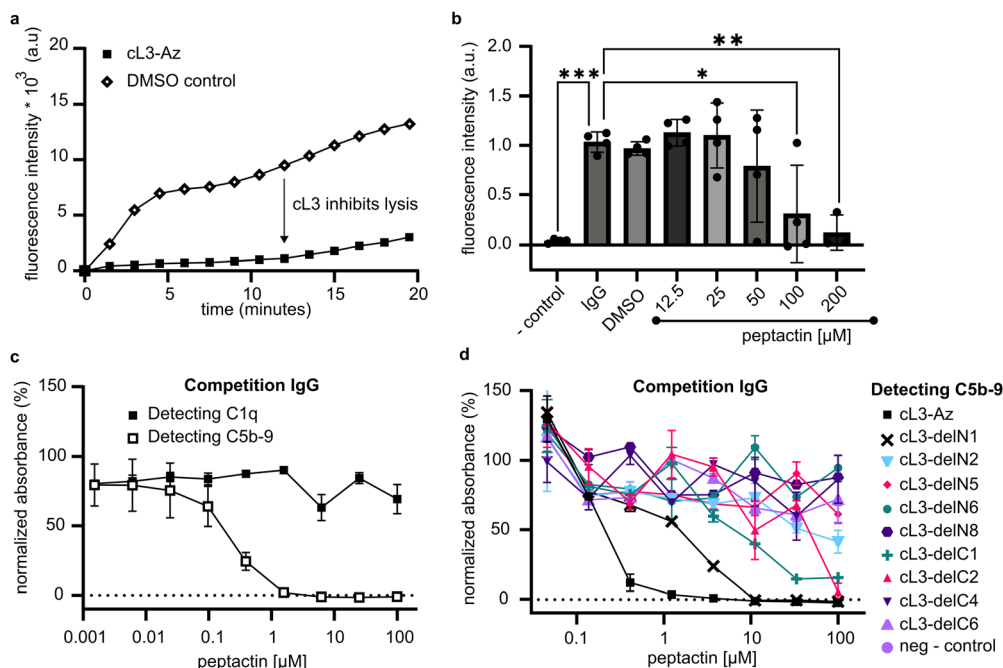 a
fluorescence intensity * 10³ (a.u)
20
15
10
5
0
cL3-Az
DMSO control
cL3 inhibits lysis
0 5 10 15 20
time (minutes)
b
fluorescence intensity (a.u.)
2.0
1.5
1.0
0.5
0.0
***
*
**
- control
IgG
DMSO
12.5
25
50
100
200
peptactin [µM]
c
Competition IgG
normalized absorbance (%)
150
100
50
0
Detecting C1q
Detecting C5b-9
0.001 0.01 0.1 1 10 100
peptactin [µM]
d
Competition IgG
normalized absorbance (%)
150
100
50
0
0.1 1 10 100
peptactin [µM]
Detecting C5b-9
cL3-Az
cL3-delN1
cL3-delN2
cL3-delN5
cL3-delN6
cL3-delN8
cL3-delC1
cL3-delC2
cL3-delC4
cL3-delC6
neg - control